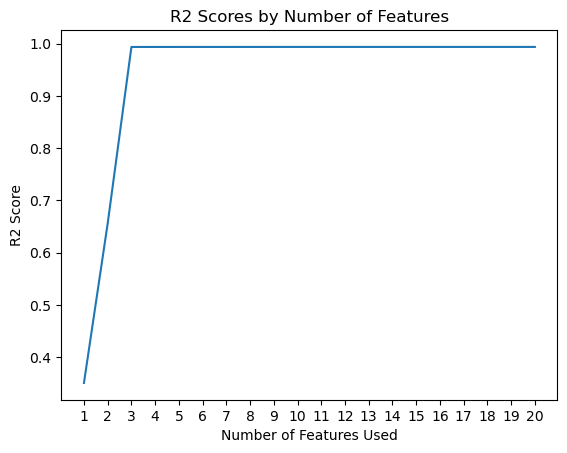 R2 Scores by Number of Features
1.0
0.9
0.8
0.7
0.6
0.5
0.4
R2 Score
1 2 3 4 5 6 7 8 9 10 11 12 13 14 15 16 17 18 19 20
Number of Features Used